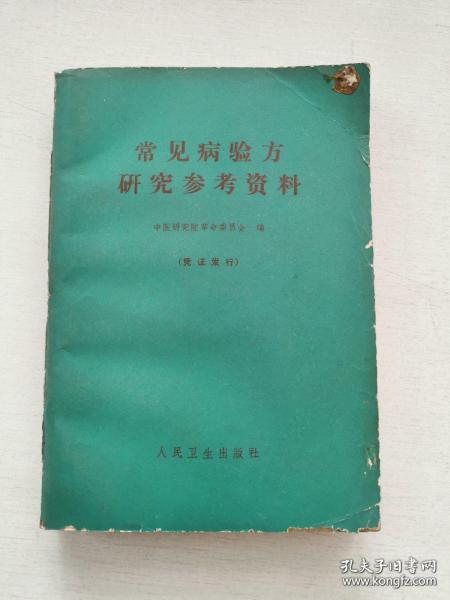 常见病验方
研究参考资料
中医研究院革命委员会 编
(凭证发行)
人民卫生出版社
孔夫子旧书网
www.kongfz.com